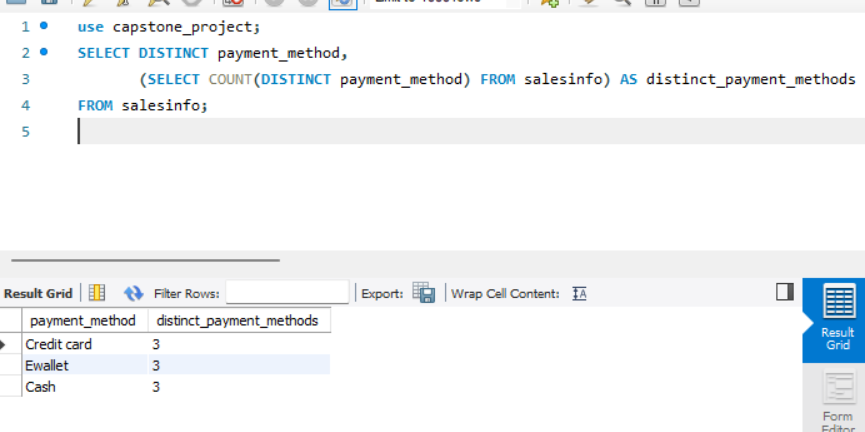 1 use capstone_project;
2 SELECT DISTINCT payment_method,
3 (SELECT COUNT(DISTINCT payment_method) FROM salesinfo) AS distinct_payment_methods
4 FROM salesinfo;
5
Result Grid Filter Rows: Export: Wrap Cell Content:
payment_method distinct_payment_methods
Credit card 3
Ewallet 3
Cash 3
Result
Grid
Form
Editor